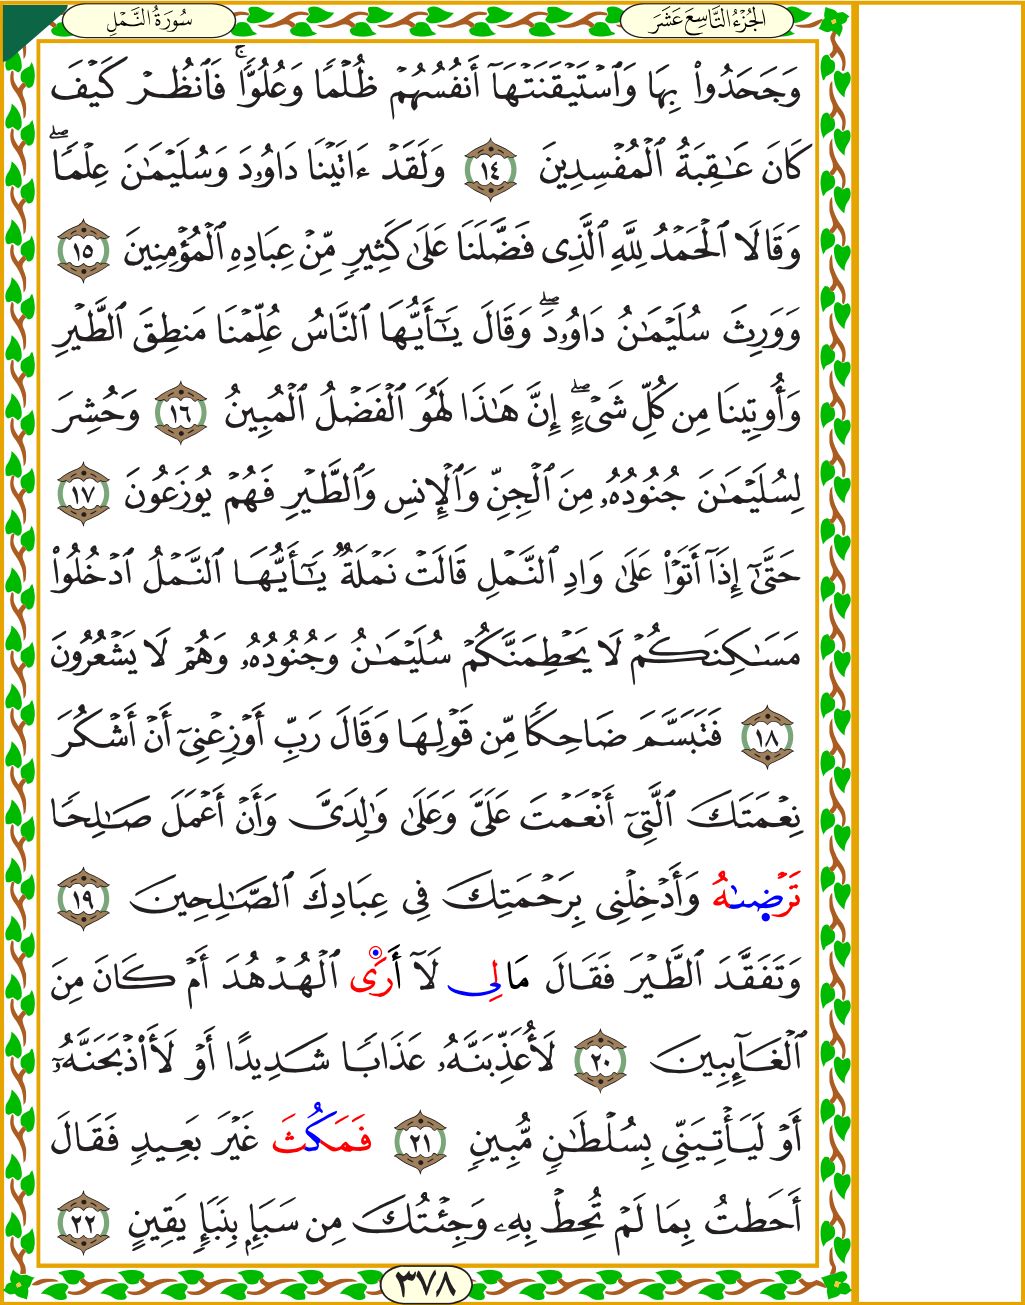 سُورَةُ النَّمْلِ
الجُزْءُ التَّاسِعَ عَشَرَ
وَجَحَدُوا۟ بِهَا وَٱسْتَيْقَنَتْهَآ أَنفُسُهُمْ ظُلْمًا وَعُلُوًّا ۚ فَٱنظُرْ كَيْفَ
كَانَ عَـٰقِبَةُ ٱلْمُفْسِدِينَ ١٤ وَلَقَدْ ءَاتَيْنَا دَاوُۥدَ وَسُلَيْمَـٰنَ عِلْمًا ۖ
وَقَالَا ٱلْحَمْدُ لِلَّهِ ٱلَّذِى فَضَّلَنَا عَلَىٰ كَثِيرٍ مِّنْ عِبَادِهِ ٱلْمُؤْمِنِينَ ١٥
وَوَرِثَ سُلَيْمَـٰنُ دَاوُۥدَ ۖ وَقَالَ يَـٰٓأَيُّهَا ٱلنَّاسُ عُلِّمْنَا مَنطِقَ ٱلطَّيْرِ
وَأُوتِينَا مِن كُلِّ شَىْءٍ ۖ إِنَّ هَـٰذَا لَهُوَ ٱلْفَضْلُ ٱلْمُبِينُ ١٦ وَحُشِرَ
لِسُلَيْمَـٰنَ جُنُودُهُۥ مِنَ ٱلْجِنِّ وَٱلْإِنسِ وَٱلطَّيْرِ فَهُمْ يُوزَعُونَ ١٧
حَتَّىٰٓ إِذَآ أَتَوْا۟ عَلَىٰ وَادِ ٱلنَّمْلِ قَالَتْ نَمْلَةٌ يَـٰٓأَيُّهَا ٱلنَّمْلُ ٱدْخُلُوا۟
مَسَـٰكِنَكُمْ لَا يَحْطِمَنَّكُمْ سُلَيْمَـٰنُ وَجُنُودُهُۥ وَهُمْ لَا يَشْعُرُونَ
١٨ فَتَبَسَّمَ ضَاحِكًا مِّن قَوْلِهَا وَقَالَ رَبِّ أَوْزِعْنِىٓ أَنْ أَشْكُرَ
نِعْمَتَكَ ٱلَّتِىٓ أَنْعَمْتَ عَلَىَّ وَعَلَىٰ وَٰلِدَىَّ وَأَنْ أَعْمَلَ صَـٰلِحًا
تَرْضِىٰهُ وَأَدْخِلْنِى بِرَحْمَتِكَ فِى عِبَادِكَ ٱلصَّـٰلِحِينَ ١٩
وَتَفَقَّدَ ٱلطَّيْرَ فَقَالَ مَا لِى لَآ أَرَى ٱلْهُدْهُدَ أَمْ كَانَ مِنَ
ٱلْغَآئِبِينَ ٢٠ لَأُعَذِّبَنَّهُۥ عَذَابًا شَدِيدًا أَوْ لَأَا۟ذْبَحَنَّهُۥٓ
أَوْ لَيَأْتِيَنِّى بِسُلْطَـٰنٍ مُّبِينٍ ٢١ فَمَكُثَ غَيْرَ بَعِيدٍ فَقَالَ
أَحَطتُ بِمَا لَمْ تُحِطْ بِهِۦ وَجِئْتُكَ مِن سَبَإٍ بِنَبَإٍ يَقِينٍ ٢٢
٣٧٨